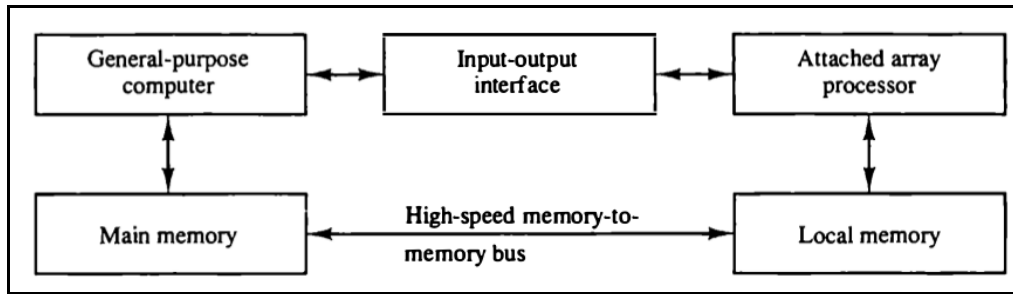 General-purpose
computer
Input-output
interface
Attached array
processor
Main memory
High-speed memory-to-
memory bus
Local memory